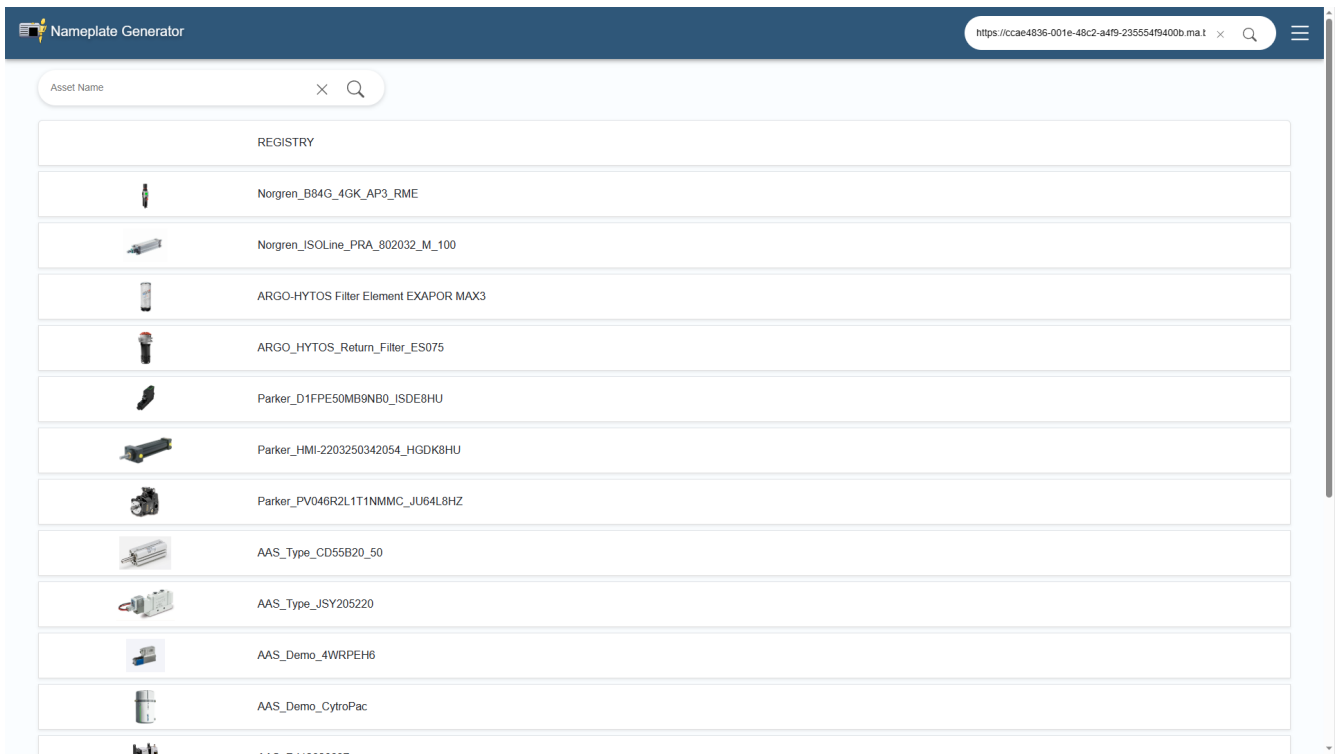 Nameplate Generator
https://ccae4836-001e-48c2-a4f9-235554f9400b.ma.t
Asset Name
REGISTRY
Norgren_B84G_4GK_AP3_RME
Norgren_ISOLine_PRA_802032_M_100
ARGO-HYTOS Filter Element EXAPOR MAX3
ARGO_HYTOS_Return_Filter_ES075
Parker_D1FPE50MB9NB0_ISDE8HU
Parker_HMI-2203250342054_HGDK8HU
Parker_PV046R2L1T1NMMC_JU64L8HZ
AAS_Type_CD55B20_50
AAS_Type_JSY205220
AAS_Demo_4WRPEH6
AAS_Demo_CytroPac